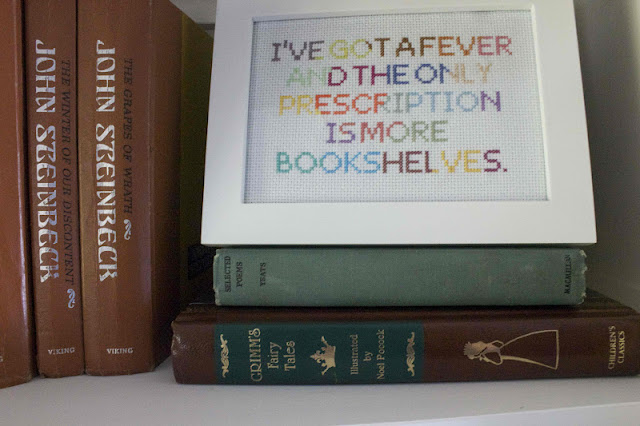 JOHN STEINBECK
THE WINTER OF OUR DISCONTENT
VIKING
JOHN STEINBECK
THE GRAPES OF WRATH
VIKING
I'VE GOT A FEVER
AND THE ONLY
PRESCRIPTION
IS MORE
BOOKSHELVES.
SELECTED
POEMS
YEATS
MACMILLAN
GRIMM'S
Fairy
Tales
Illustrated
by
Noel Pocock
CHILDREN'S
CLASSICS